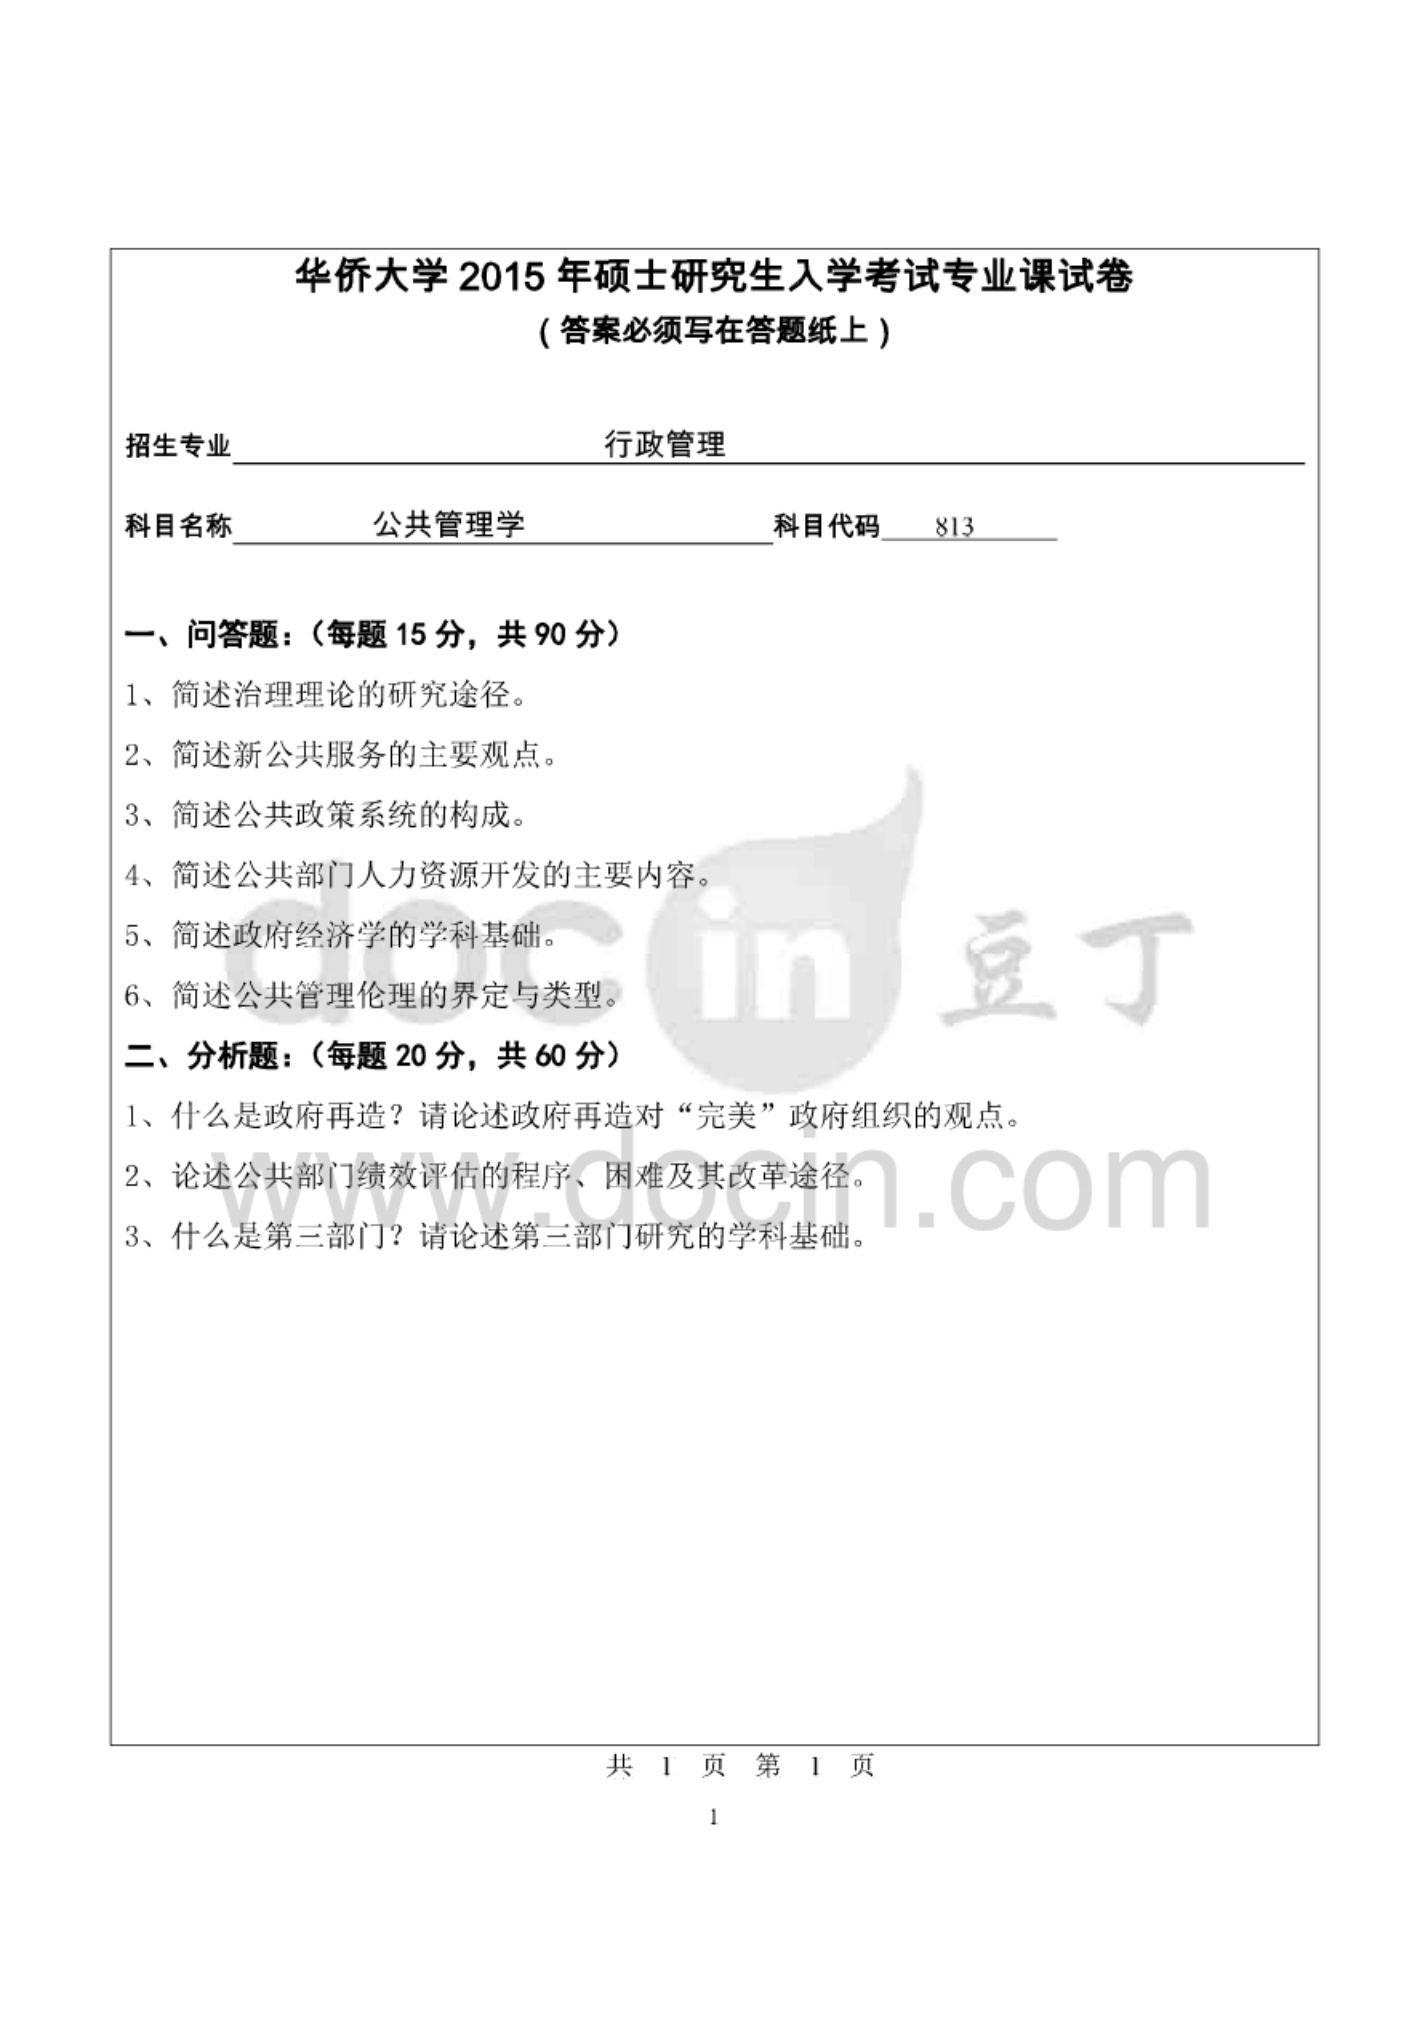 华侨大学 2015 年硕士研究生入学考试专业课试卷
（答案必须写在答题纸上）
招生专业 行政管理
科目名称 公共管理学 科目代码 813
一、问答题：（每题 15 分，共 90 分）
1、简述治理理论的研究途径。
2、简述新公共服务的主要观点。
3、简述公共政策系统的构成。
4、简述公共部门人力资源开发的主要内容。
5、简述政府经济学的学科基础。
6、简述公共管理伦理的界定与类型。
docin 豆丁
二、分析题：（每题 20 分，共 60 分）
1、什么是政府再造？请论述政府再造对“完美”政府组织的观点。
2、论述公共部门绩效评估的程序、困难及其改革途径。
www.docin.com
3、什么是第三部门？请论述第三部门研究的学科基础。
共 1 页 第 1 页
1